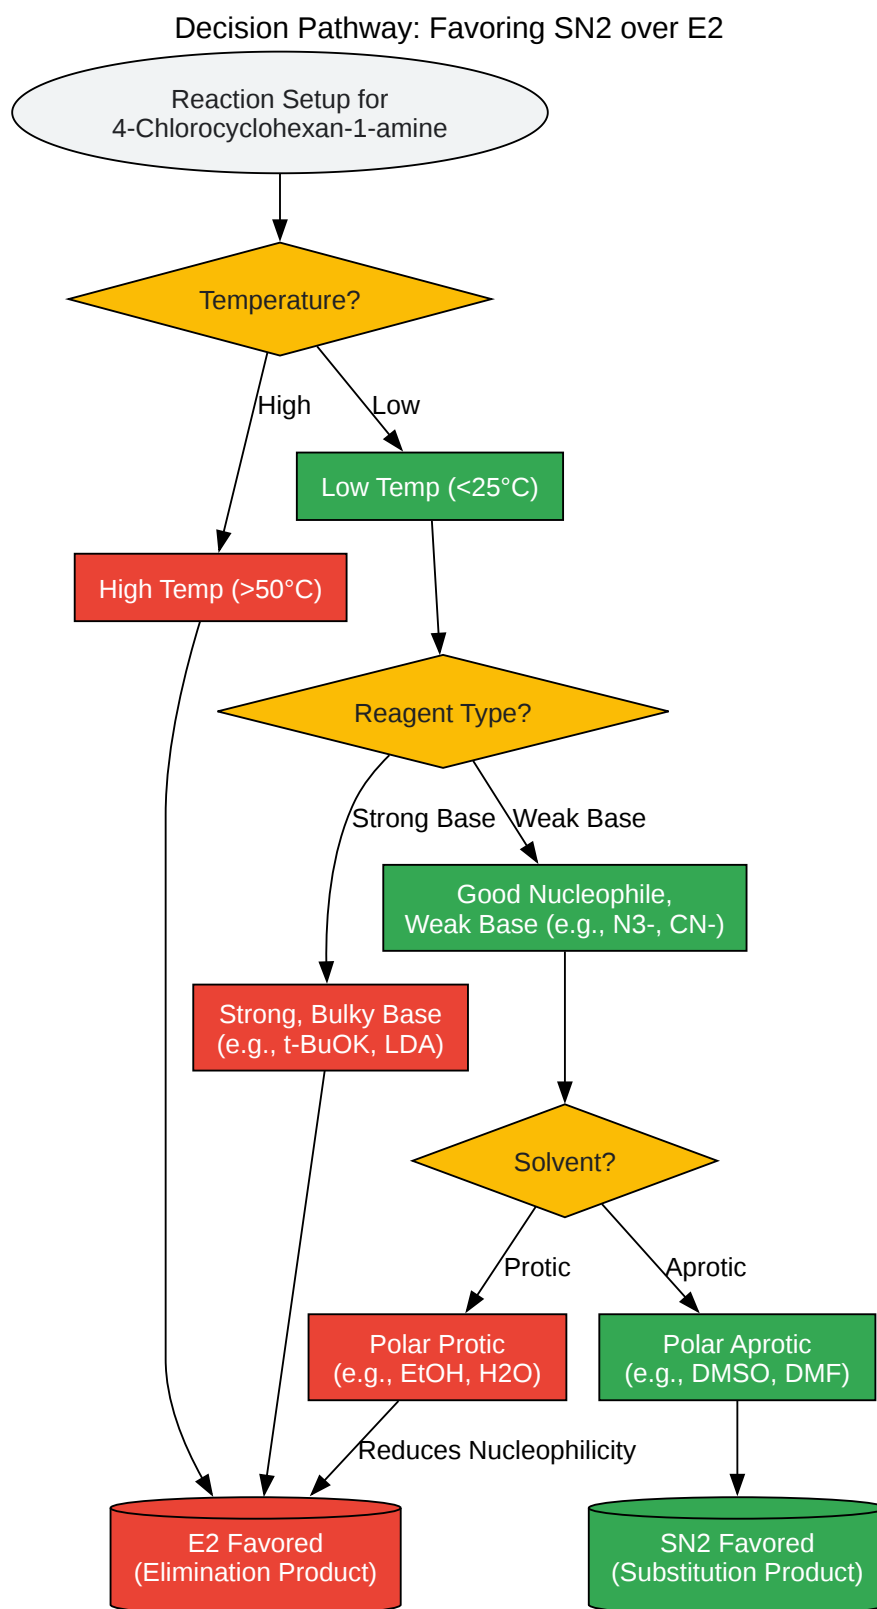 Decision Pathway: Favoring SN2 over E2
Reaction Setup for
4-Chlorocyclohexan-1-amine
Temperature?
High
Low
Low Temp (<25°C)
High Temp (>50°C)
Reagent Type?
Strong Base
Weak Base
Good Nucleophile,
Weak Base (e.g., N3-, CN-)
Strong, Bulky Base
(e.g., t-BuOK, LDA)
Solvent?
Protic
Aprotic
Polar Protic
(e.g., EtOH, H2O)
Polar Aprotic
(e.g., DMSO, DMF)
Reduces Nucleophilicity
E2 Favored
(Elimination Product)
SN2 Favored
(Substitution Product)